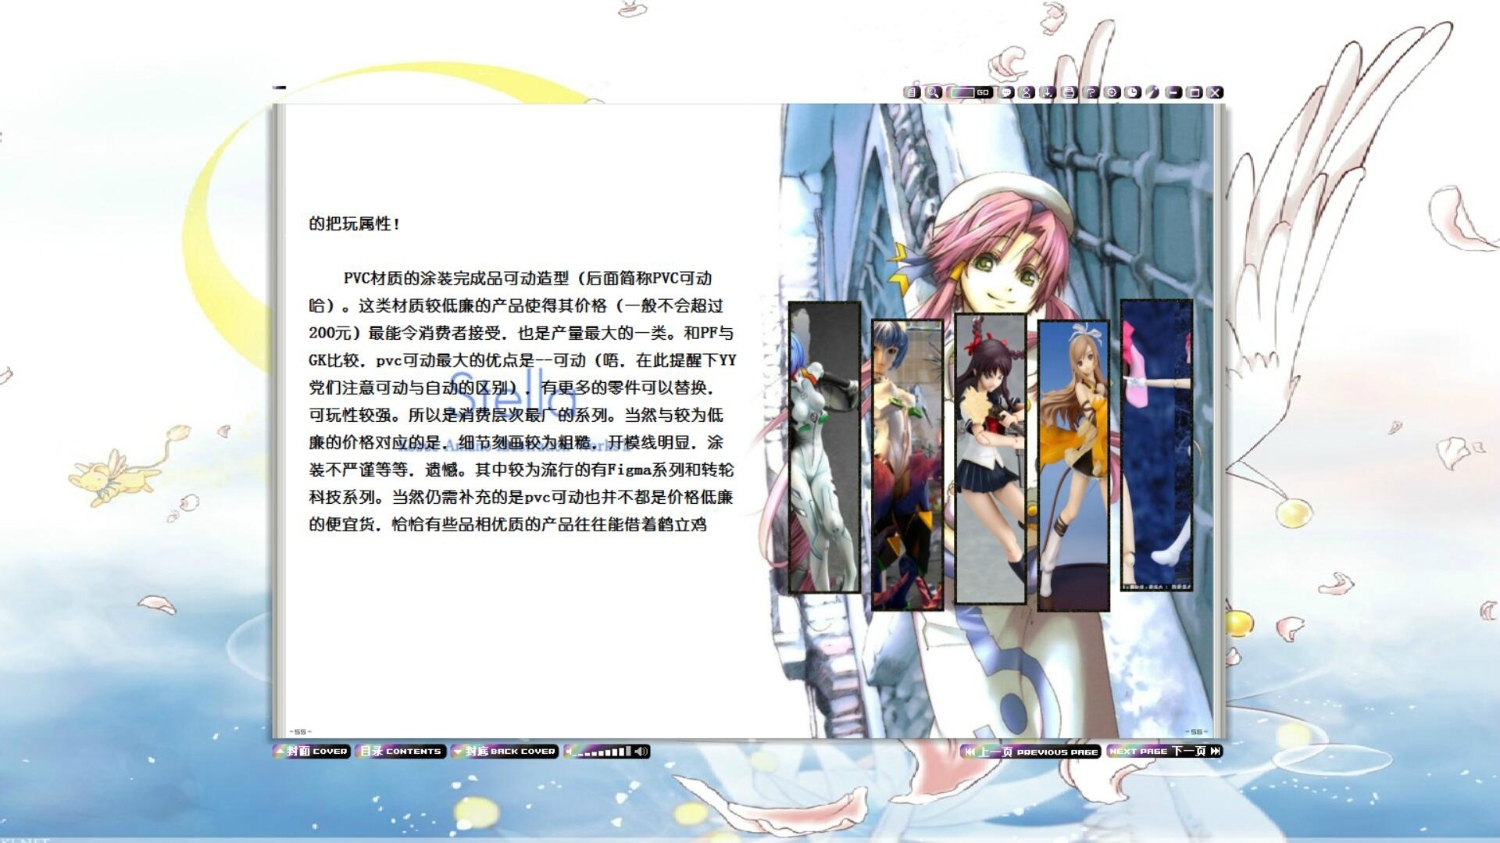 GO
的把玩属性！
PVC材质的涂装完成品可动造型（后面简称PVC可动
哈）。这类材质较低廉的产品使得其价格（一般不会超过
200元）最能令消费者接受．也是产量最大的一类。和PF与
GK比较．pvc可动最大的优点是--可动（唔．在此提醒下YY
党们注意可动与自动的区别）．有更多的零件可以替换．
可玩性较强。所以是消费层次最广的系列。当然与较为低
廉的价格对应的是．细节刻画较为粗糙．开模线明显．涂
装不严谨等等．遗憾。其中较为流行的有Figma系列和转轮
科技系列。当然仍需补充的是pvc可动也并不都是价格低廉
的便宜货．恰恰有些品相优质的产品往往能借着鹤立鸡
Stella
-55-
-56-
封面 COVER
目录 CONTENTS
封底 BACK COVER
上一页 PREVIOUS PAGE
NEXT PAGE 下一页